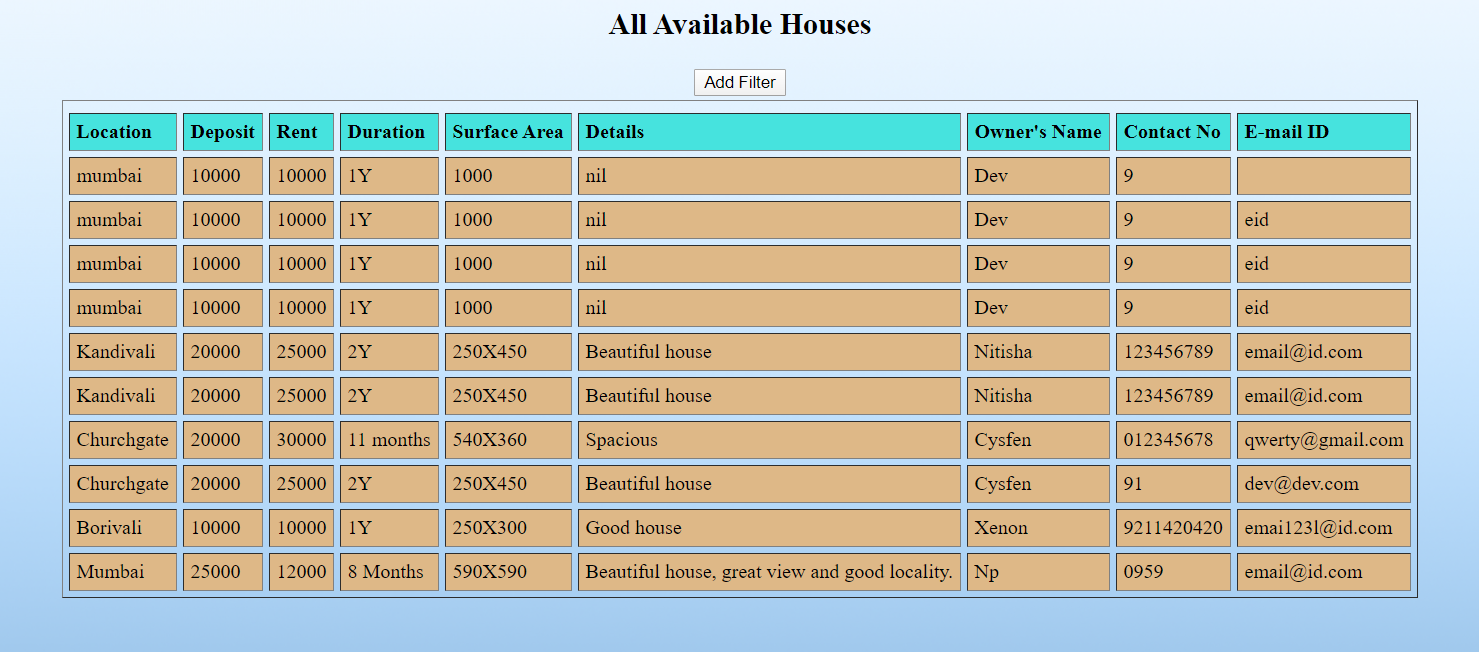 All Available Houses
Add Filter
Location Deposit Rent Duration Surface Area Details Owner's Name Contact No E-mail ID
mumbai 10000 10000 1Y 1000 nil Dev 9
mumbai 10000 10000 1Y 1000 nil Dev 9 eid
mumbai 10000 10000 1Y 1000 nil Dev 9 eid
mumbai 10000 10000 1Y 1000 nil Dev 9 eid
Kandivali 20000 25000 2Y 250X450 Beautiful house Nitisha 123456789 email@id.com
Kandivali 20000 25000 2Y 250X450 Beautiful house Nitisha 123456789 email@id.com
Churchgate 20000 30000 11 months 540X360 Spacious Cysfen 012345678 qwerty@gmail.com
Churchgate 20000 25000 2Y 250X450 Beautiful house Cysfen 91 dev@dev.com
Borivali 10000 10000 1Y 250X300 Good house Xenon 9211420420 emai123l@id.com
Mumbai 25000 12000 8 Months 590X590 Beautiful house, great view and good locality. Np 0959 email@id.com